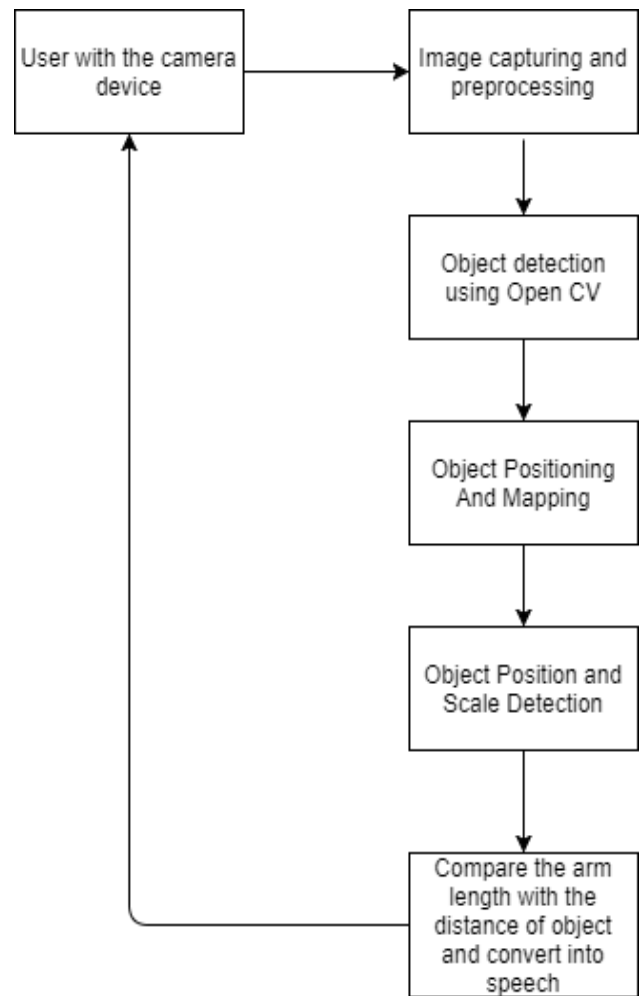 User with the camera
device
Image capturing and
preprocessing
Object detection
using Open CV
Object Positioning
And Mapping
Object Position and
Scale Detection
Compare the arm
length with the
distance of object
and convert into
speech